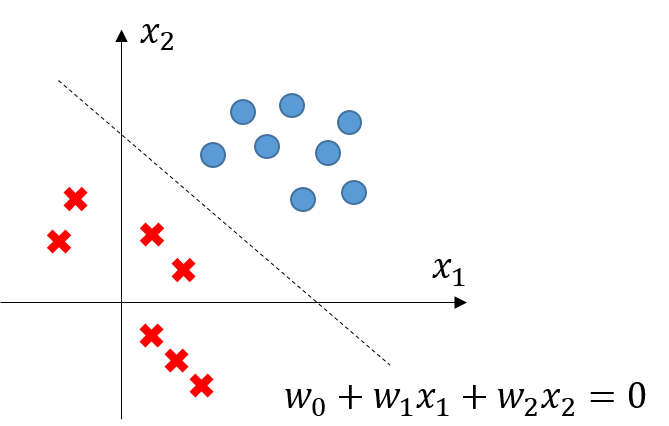 x₂
x₁
w₀ + w₁x₁ + w₂x₂ = 0